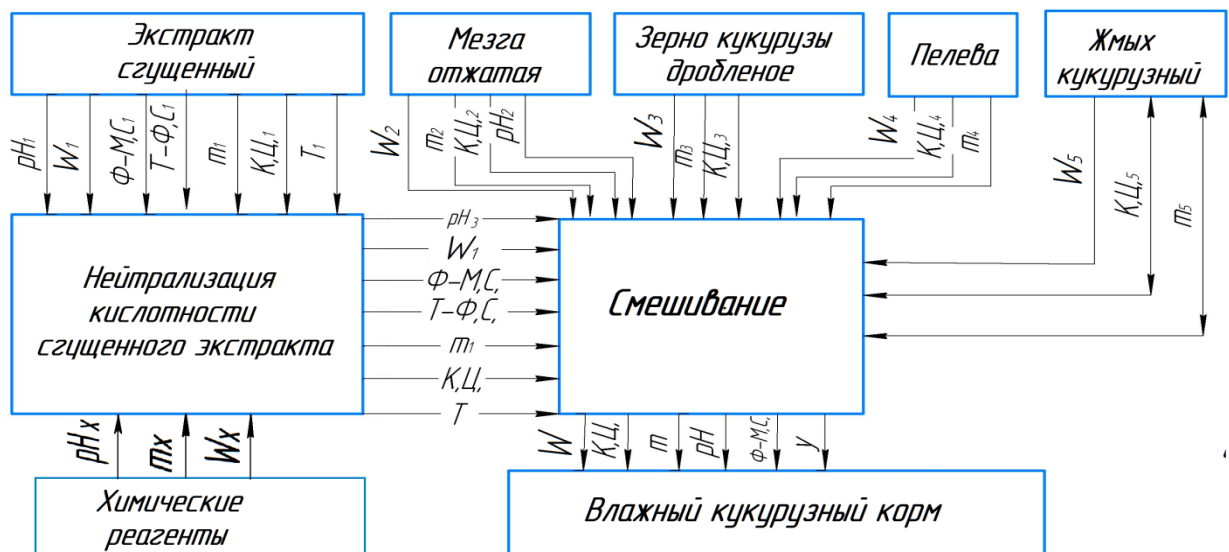 Экстракт
сгущенный
Мезга
отжатая
Зерно кукурузы
дробленое
Пелева
Жмых
кукурузный
pH₁
W₁
Ф-М,С₁
Т-Ф,С₁
m₁
К,Ц,₁
T₁
W₂
m₂
К,Ц,₂
pH₂
W₃
m₃
К,Ц,₃
W₄
К,Ц,₄
m₄
W₅
К,Ц,₅
m₅
Нейтрализация
кислотности
сгущенного экстракта
pH₃
W₁
Ф-М,С,
Т-Ф,С,
m₁
К,Ц,
T
Смешивание
pHx
mx
Wx
W
К,Ц,
m
pH
Ф-М,С,
y
Химические
реагенты
Влажный кукурузный корм